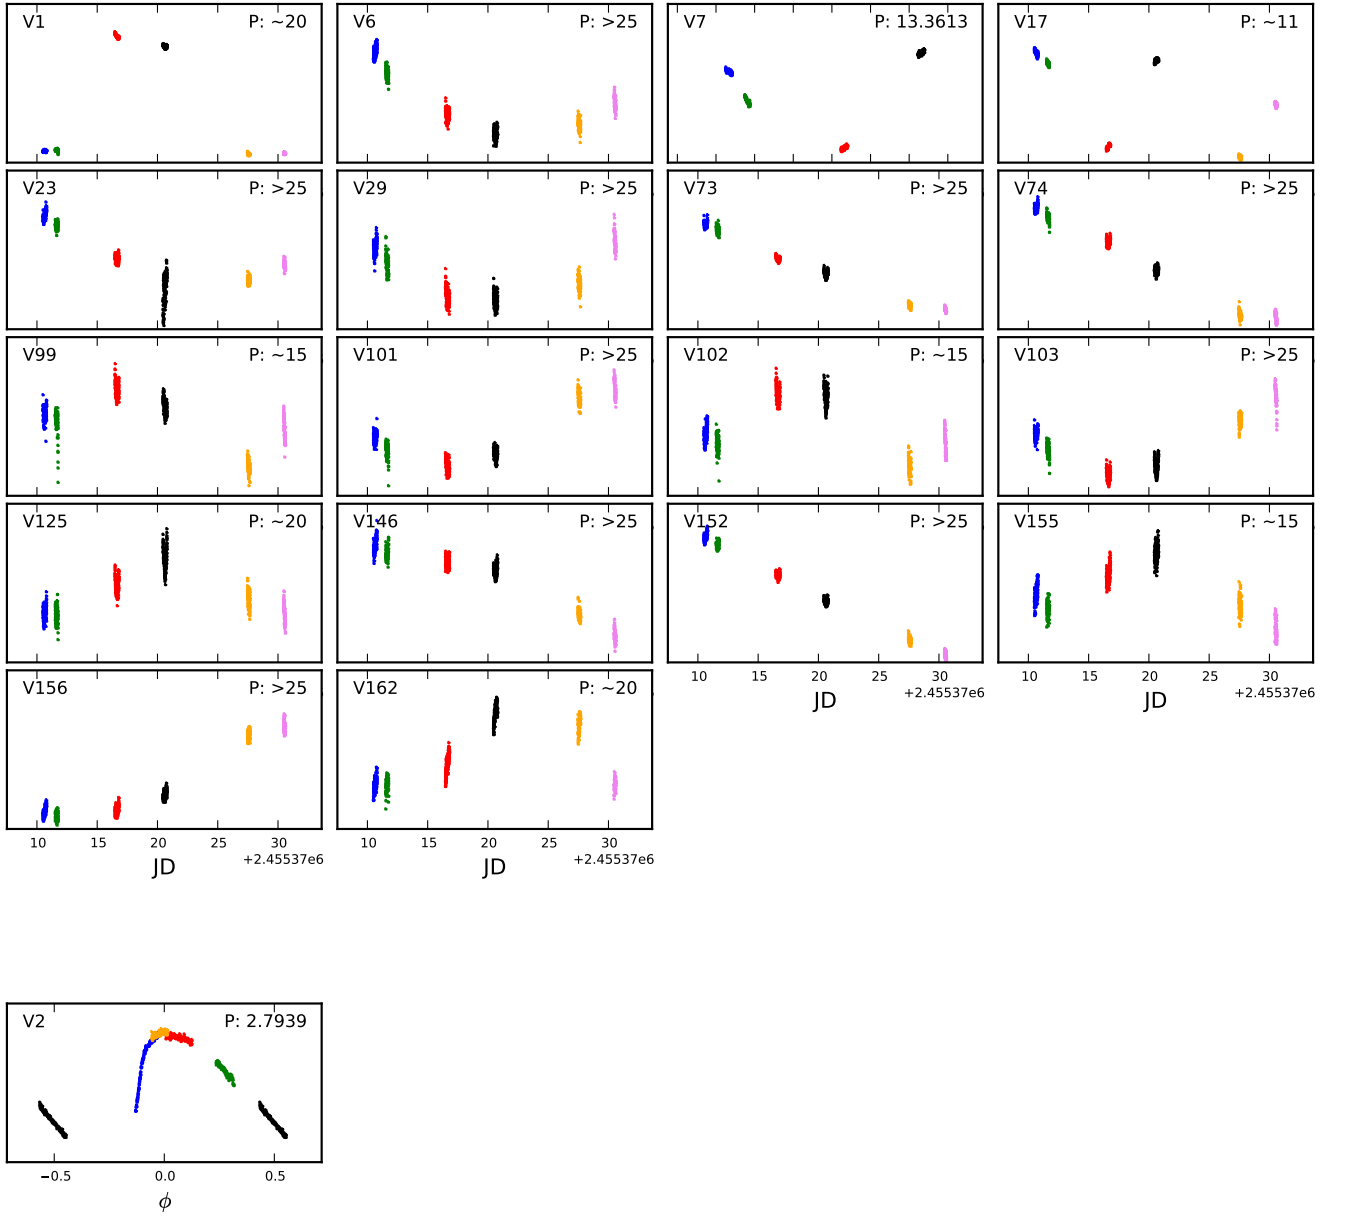 V1 P: ~20
V6 P: >25
V7 P: 13.3613
V17 P: ~11
V23 P: >25
V29 P: >25
V73 P: >25
V74 P: >25
V99 P: ~15
V101 P: >25
V102 P: ~15
V103 P: >25
V125 P: ~20
V146 P: >25
V152 P: >25
V155 P: ~15
10 15 20 25 30
+2.45537e6
JD
10 15 20 25 30
+2.45537e6
JD
V156 P: >25
V162 P: ~20
10 15 20 25 30
+2.45537e6
JD
10 15 20 25 30
+2.45537e6
JD
V2 P: 2.7939
−0.5 0.0 0.5
ϕ